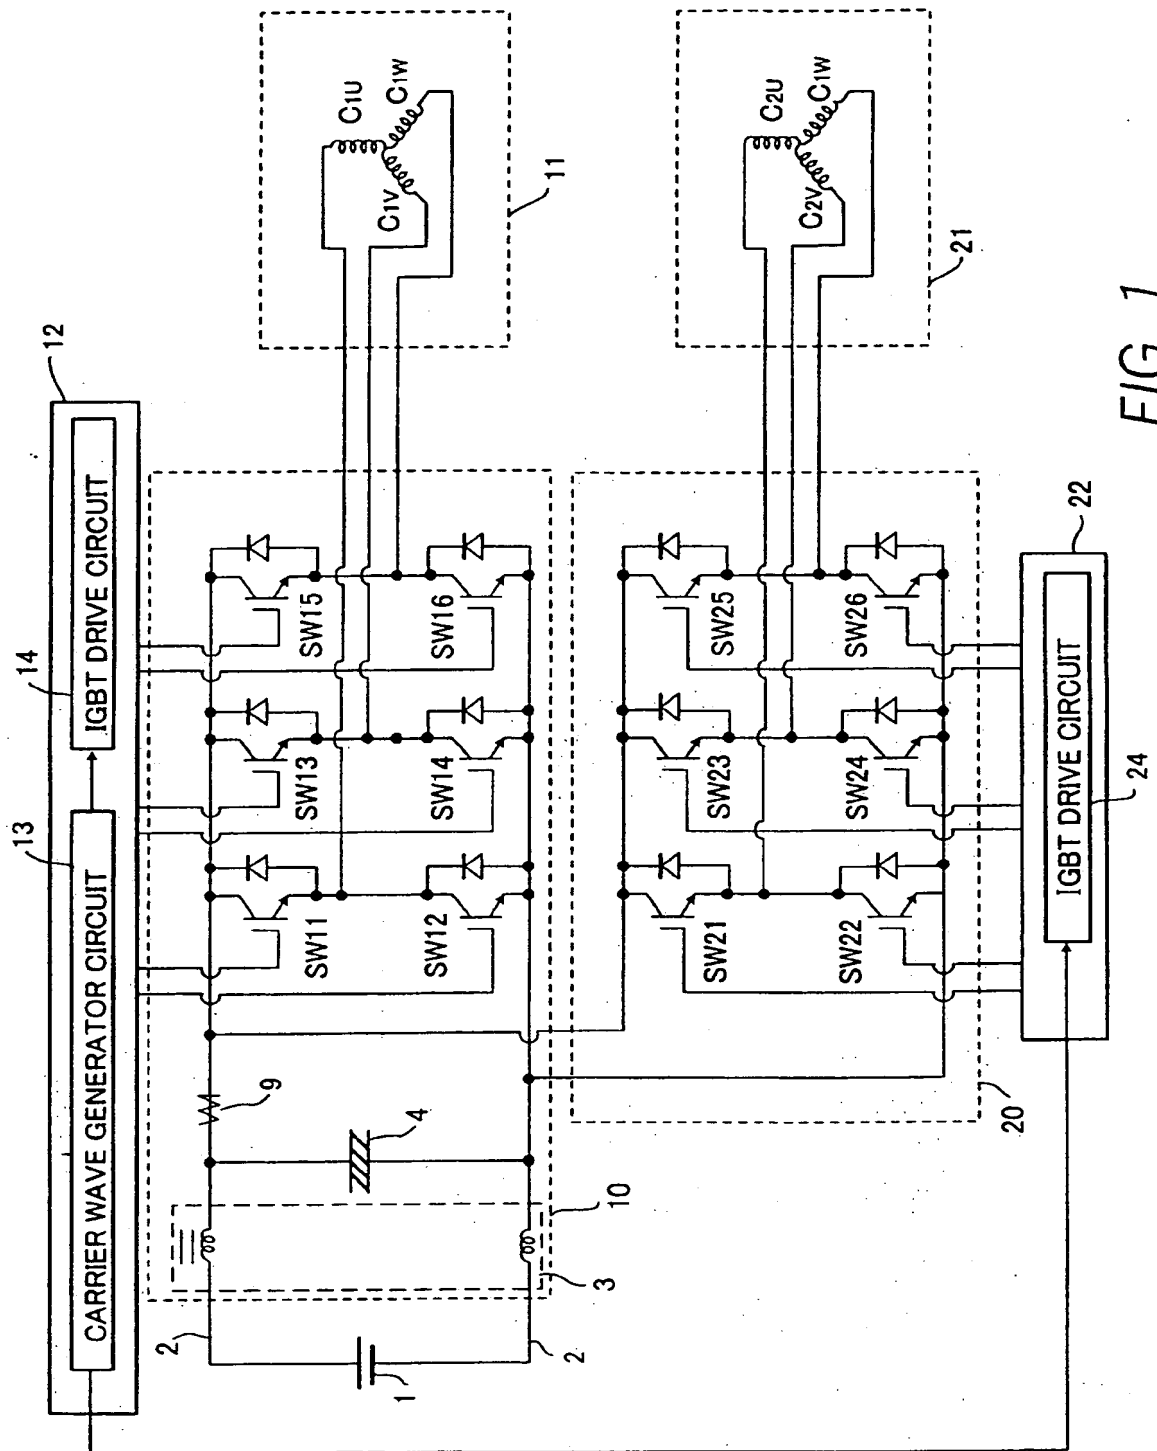 12
14
IGBT DRIVE CIRCUIT
13
CARRIER WAVE GENERATOR CIRCUIT
C1U
C1W
C1V
11
SW15
SW16
SW13
SW14
SW11
SW12
9
4
10
3
2
2
1
C2U
C1W
C2V
21
SW25
SW26
SW23
SW24
SW21
SW22
20
22
IGBT DRIVE CIRCUIT
24
FIG. 1